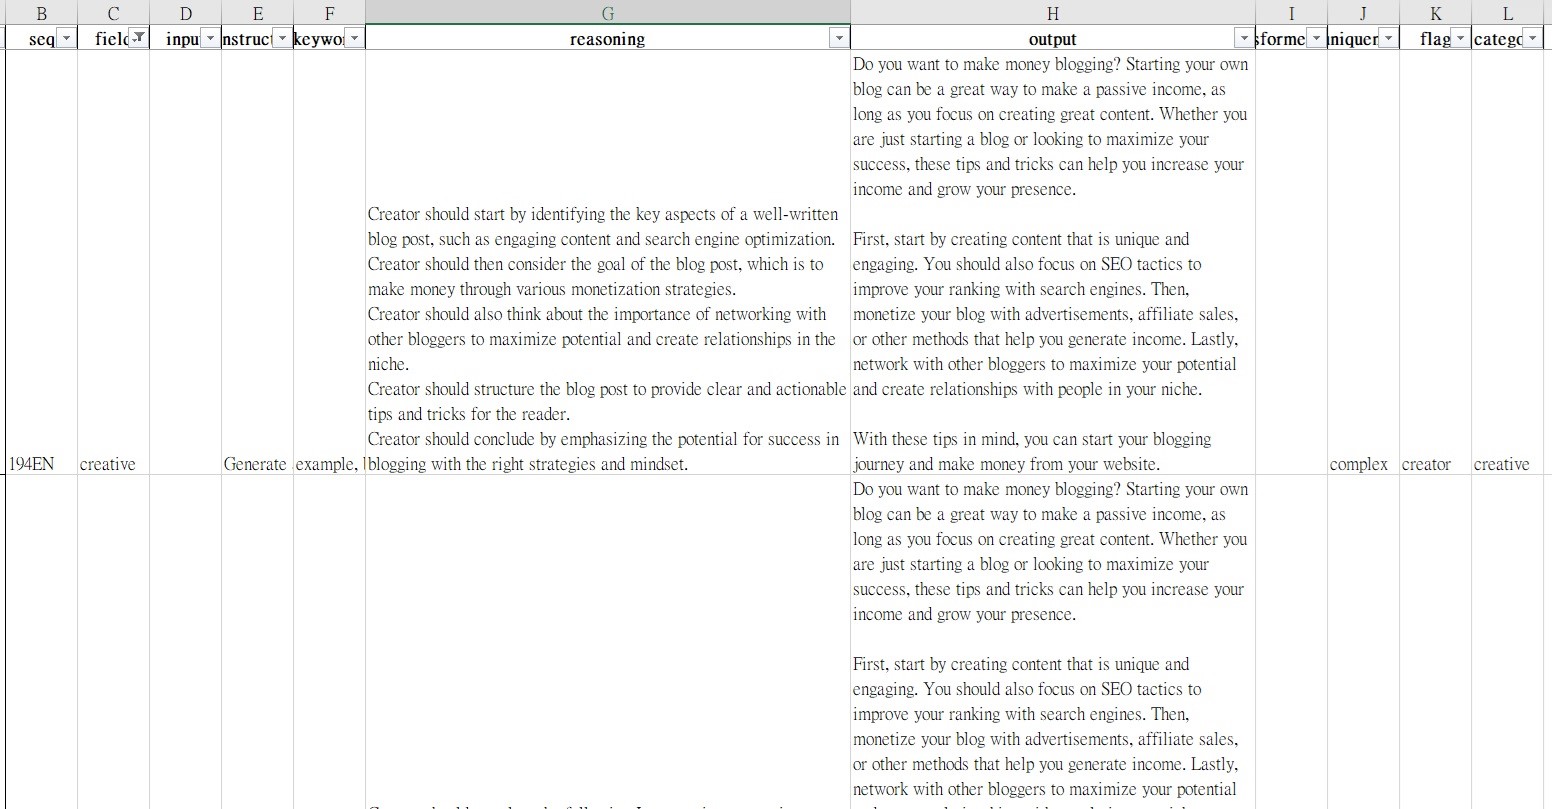 B C D E F G H I J K L
seq field inpu nstruct keywor reasoning output sforme niquen flag catego
Do you want to make money blogging? Starting your own
blog can be a great way to make a passive income, as
long as you focus on creating great content. Whether you
are just starting a blog or looking to maximize your
success, these tips and tricks can help you increase your
income and grow your presence.
Creator should start by identifying the key aspects of a well-written
blog post, such as engaging content and search engine optimization.
Creator should then consider the goal of the blog post, which is to
make money through various monetization strategies.
Creator should also think about the importance of networking with
other bloggers to maximize potential and create relationships in the
niche.
Creator should structure the blog post to provide clear and actionable
tips and tricks for the reader.
Creator should conclude by emphasizing the potential for success in
blogging with the right strategies and mindset.
First, start by creating content that is unique and
engaging. You should also focus on SEO tactics to
improve your ranking with search engines. Then,
monetize your blog with advertisements, affiliate sales,
or other methods that help you generate income. Lastly,
network with other bloggers to maximize your potential
and create relationships with people in your niche.
With these tips in mind, you can start your blogging
journey and make money from your website.
194EN creative Generate example, complex creator creative
Do you want to make money blogging? Starting your own
blog can be a great way to make a passive income, as
long as you focus on creating great content. Whether you
are just starting a blog or looking to maximize your
success, these tips and tricks can help you increase your
income and grow your presence.
First, start by creating content that is unique and
engaging. You should also focus on SEO tactics to
improve your ranking with search engines. Then,
monetize your blog with advertisements, affiliate sales,
or other methods that help you generate income. Lastly,
network with other bloggers to maximize your potential